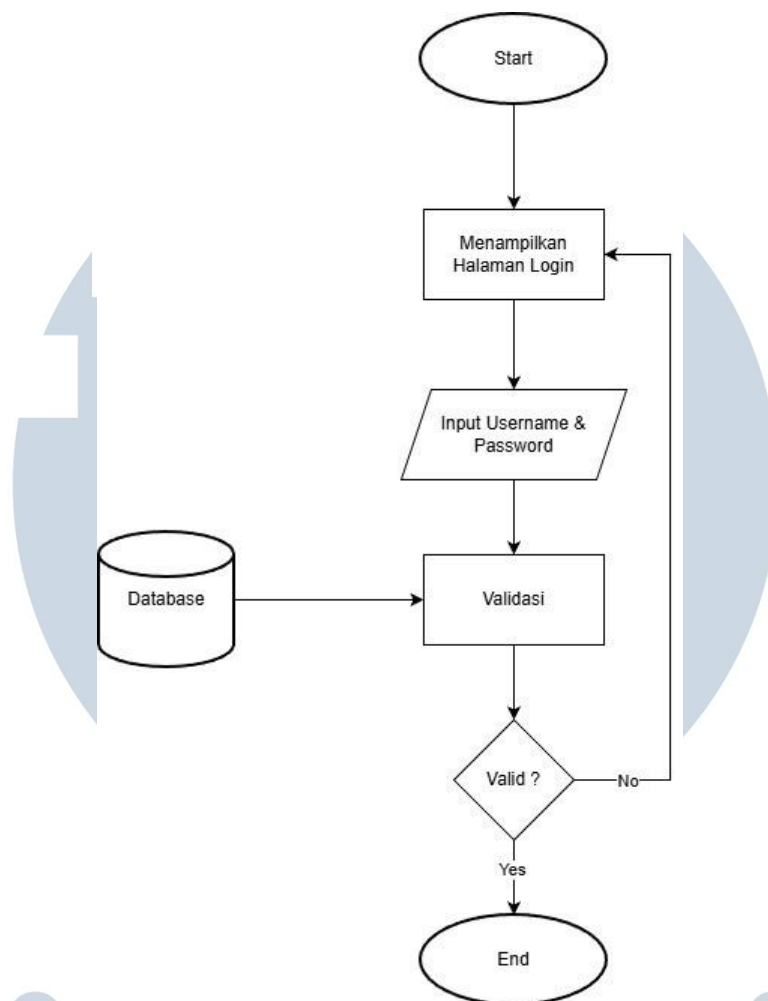 Start
Menampilkan
Halaman Login
Input Username &
Password
Database
Validasi
Valid ?
No
Yes
End